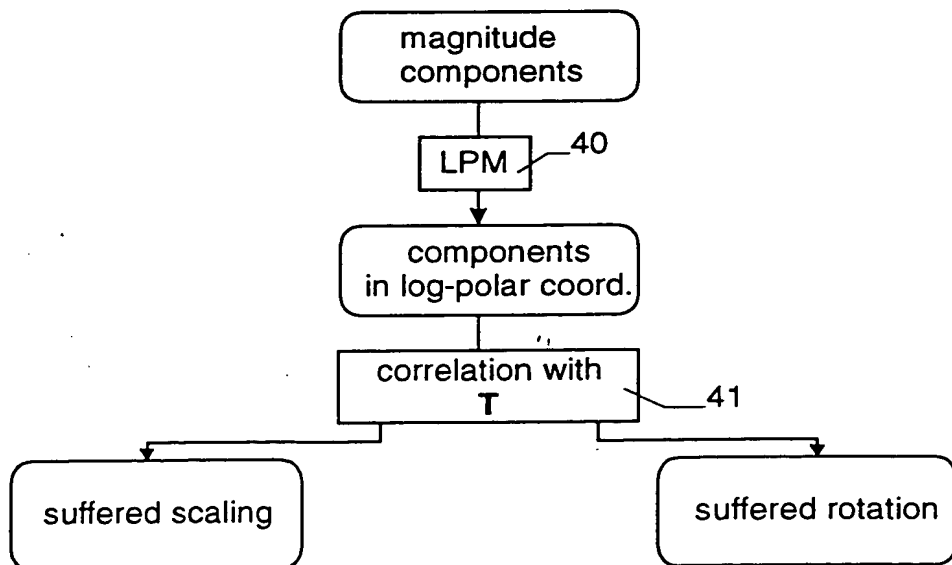 magnitude
components
LPM
40
components
in log-polar coord.
correlation with
T
41
suffered scaling
suffered rotation